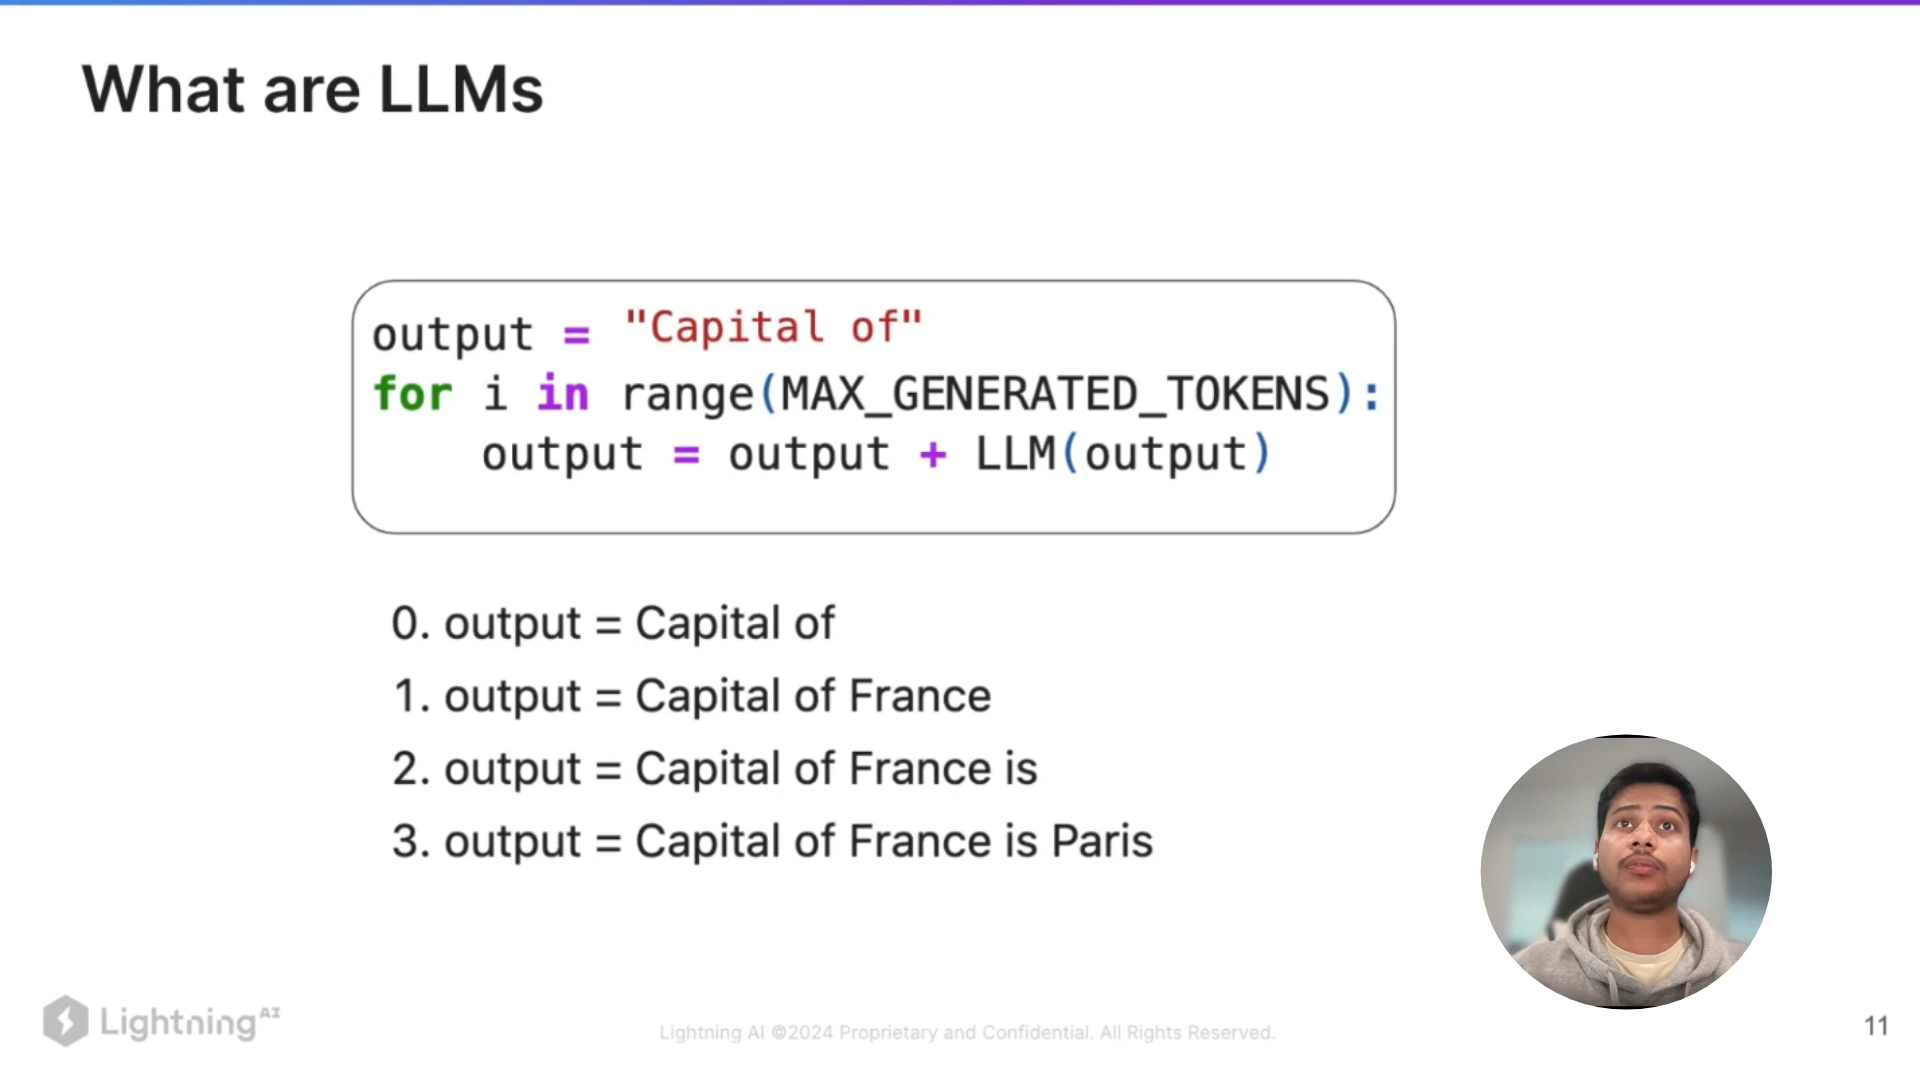 What are LLMs
output = "Capital of"
for i in range(MAX_GENERATED_TOKENS):
    output = output + LLM(output)
0. output = Capital of
1. output = Capital of France
2. output = Capital of France is
3. output = Capital of France is Paris
Lightning AI
Lightning AI ©2024 Proprietary and Confidential. All Rights Reserved.
11